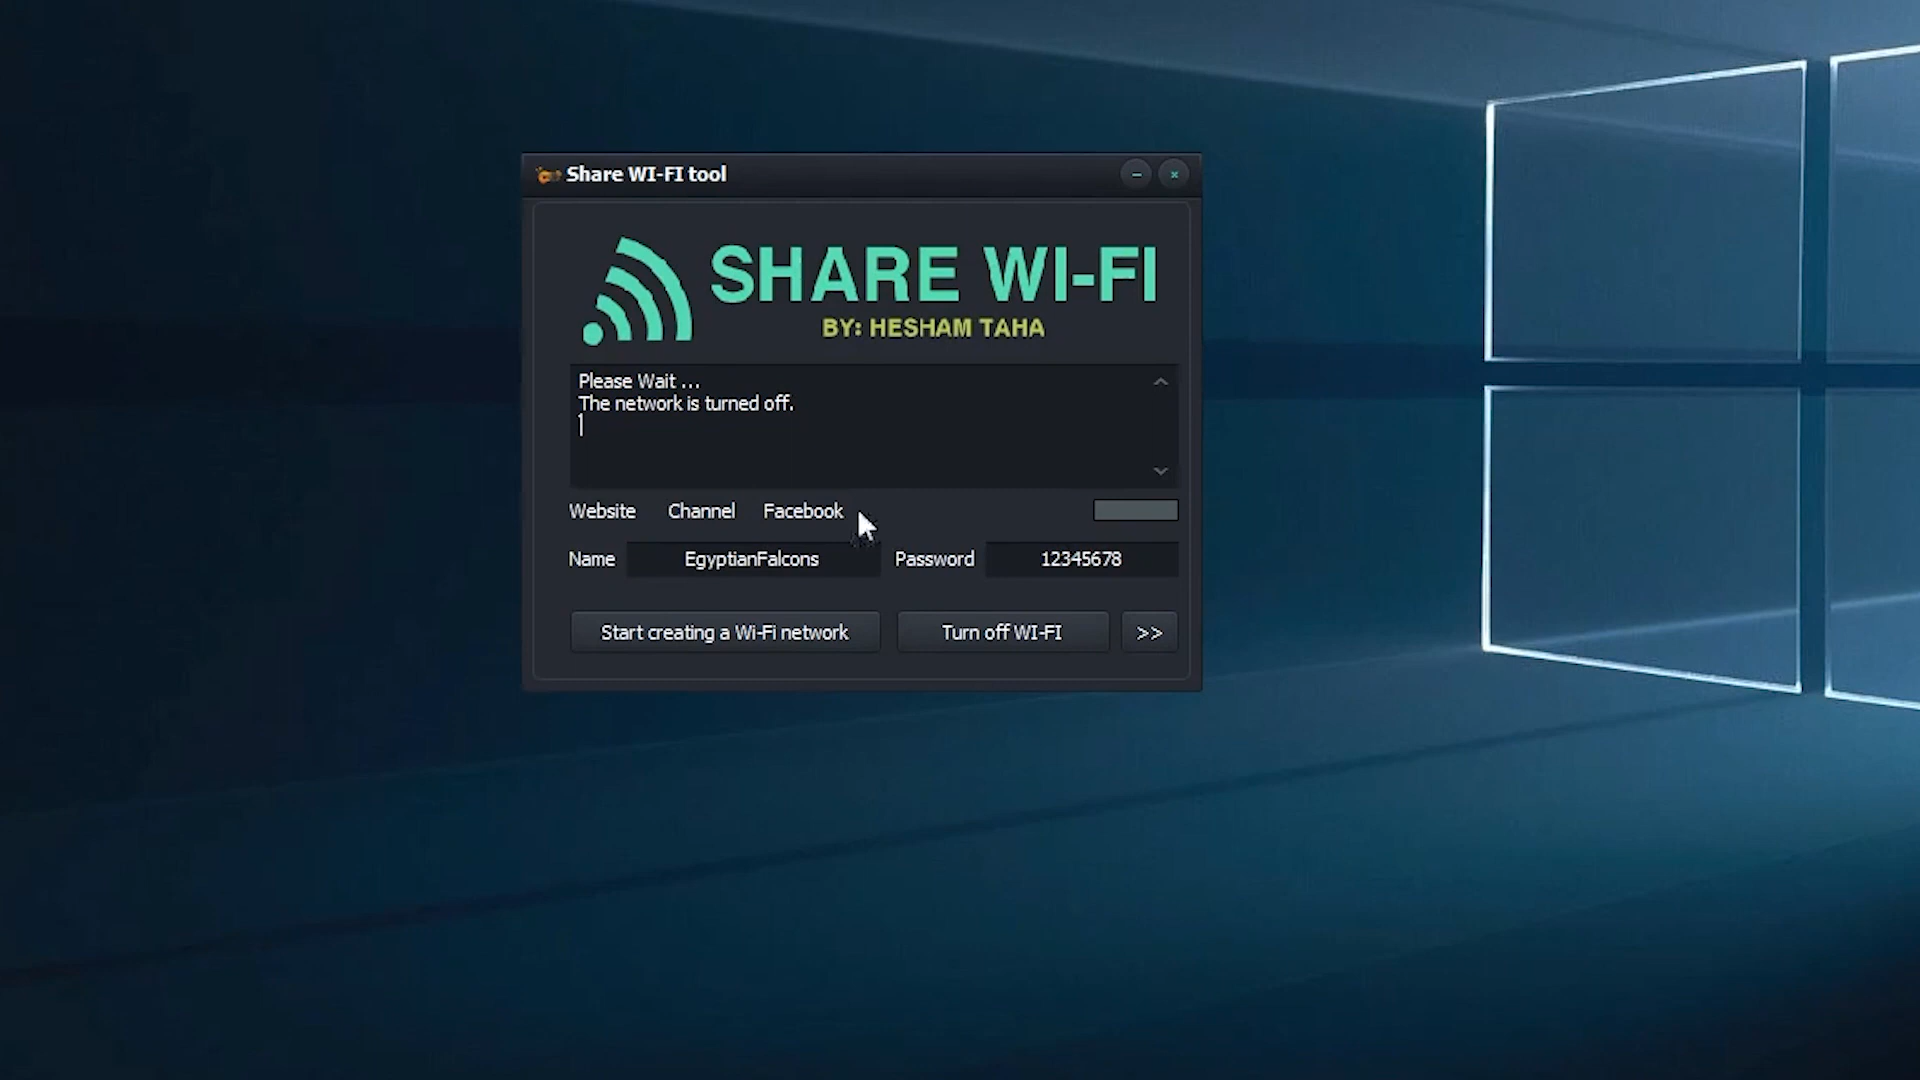 Share WI-FI tool
SHARE WI-FI
BY: HESHAM TAHA
Please Wait ...
The network is turned off.
Website Channel Facebook
Name EgyptianFalcons Password 12345678
Start creating a Wi-Fi network Turn off WI-FI >>